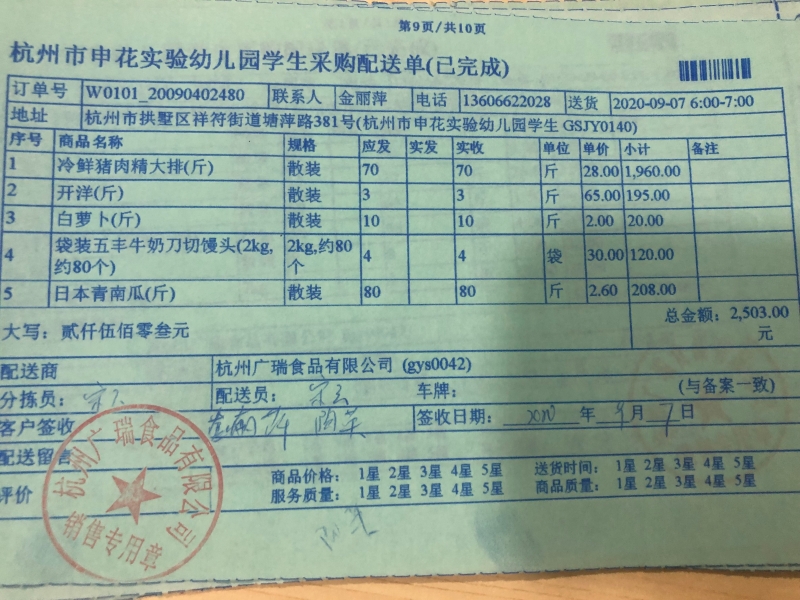 第9页/共10页
杭州市申花实验幼儿园学生采购配送单(已完成)
订单号 W0101_20090402480 联系人 金丽萍 电话 13606622028 送货 2020-09-07 6:00-7:00
地址 杭州市拱墅区祥符街道塘萍路381号(杭州市申花实验幼儿园学生 GSJY0140)
序号 商品名称 规格 应发 实发 实收 单位 单价 小计 备注
1 冷鲜猪肉精大排(斤) 散装 70 70 斤 28.00 1,960.00
2 开洋(斤) 散装 3 3 斤 65.00 195.00
3 白萝卜(斤) 散装 10 10 斤 2.00 20.00
4 袋装五丰牛奶刀切馒头(2kg,约80个) 2kg,约80个 4 4 袋 30.00 120.00
5 日本青南瓜(斤) 散装 80 80 斤 2.60 208.00
总金额: 2,503.00元
大写: 贰仟伍佰零叁元
配送商 杭州广瑞食品有限公司 (gys0042)
分拣员: 配送员: 车牌: (与备案一致)
客户签收 签收日期: 2020 年 9 月 7 日
配送留言
评价 商品价格: 1星 2星 3星 4星 5星 送货时间: 1星 2星 3星 4星 5星
服务质量: 1星 2星 3星 4星 5星 商品质量: 1星 2星 3星 4星 5星
杭州广瑞食品有限公司
销售专用章